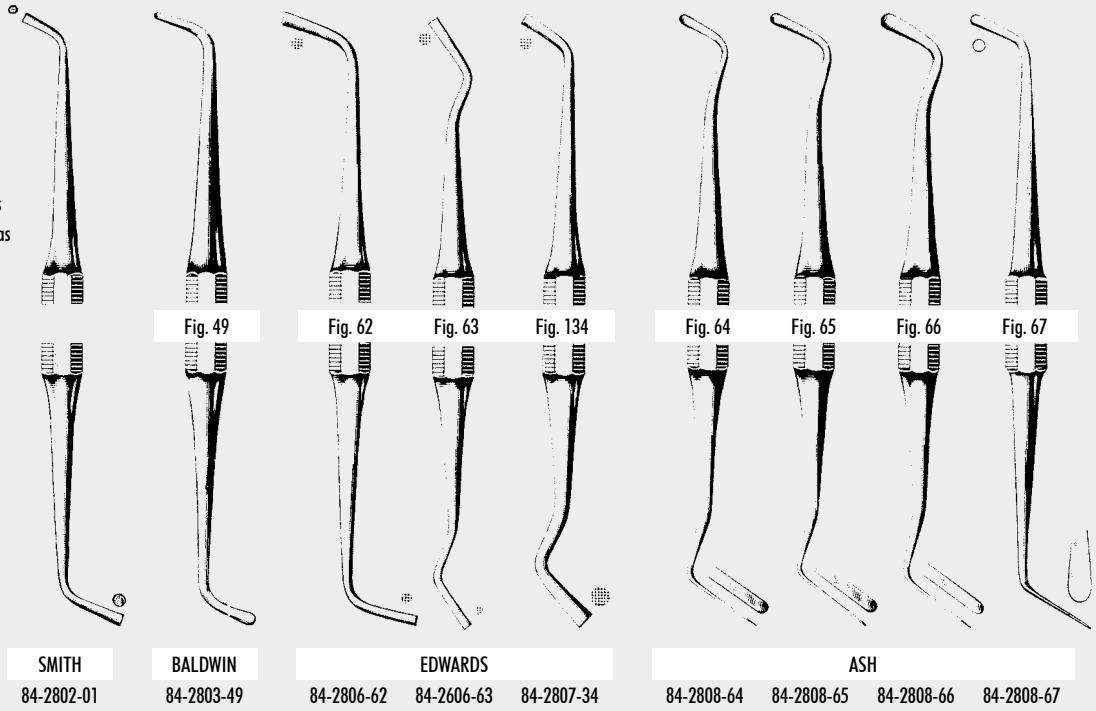 as
Fig. 49 Fig. 62 Fig. 63 Fig. 134 Fig. 64 Fig. 65 Fig. 66 Fig. 67
SMITH BALDWIN EDWARDS ASH
84-2802-01 84-2803-49 84-2806-62 84-2606-63 84-2807-34 84-2808-64 84-2808-65 84-2808-66 84-2808-67